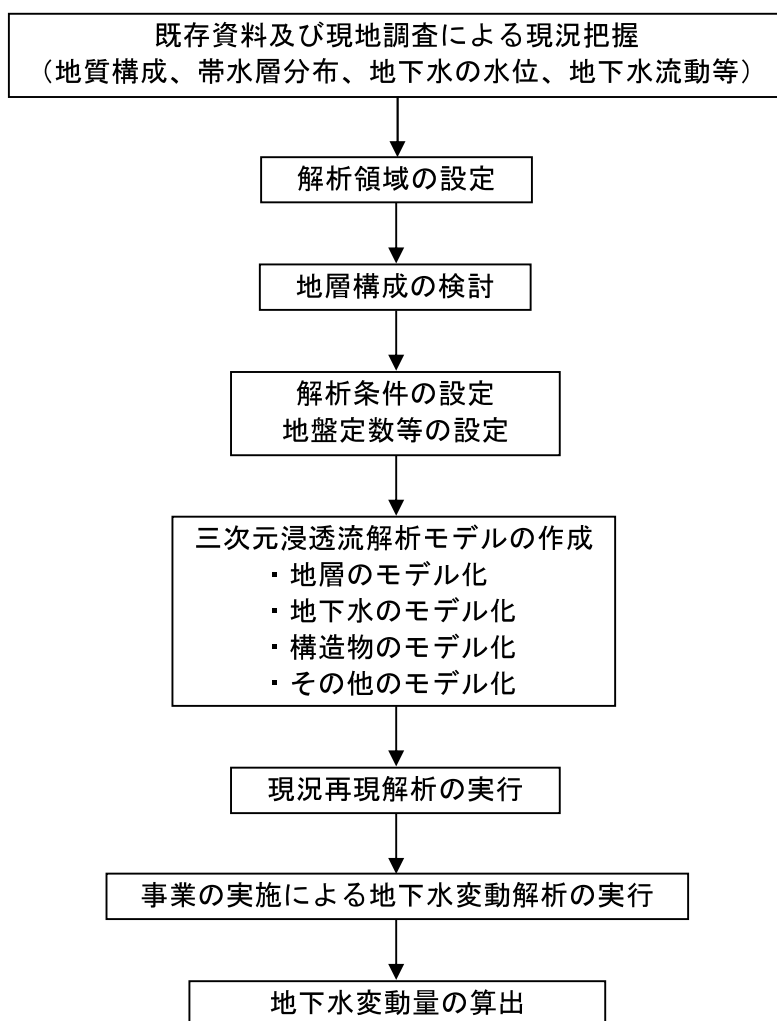 既存資料及び現地調査による現況把握
（地質構成、帯水層分布、地下水の水位、地下水流動等）
解析領域の設定
地層構成の検討
解析条件の設定
地盤定数等の設定
三次元浸透流解析モデルの作成
・地層のモデル化
・地下水のモデル化
・構造物のモデル化
・その他のモデル化
現況再現解析の実行
事業の実施による地下水変動解析の実行
地下水変動量の算出